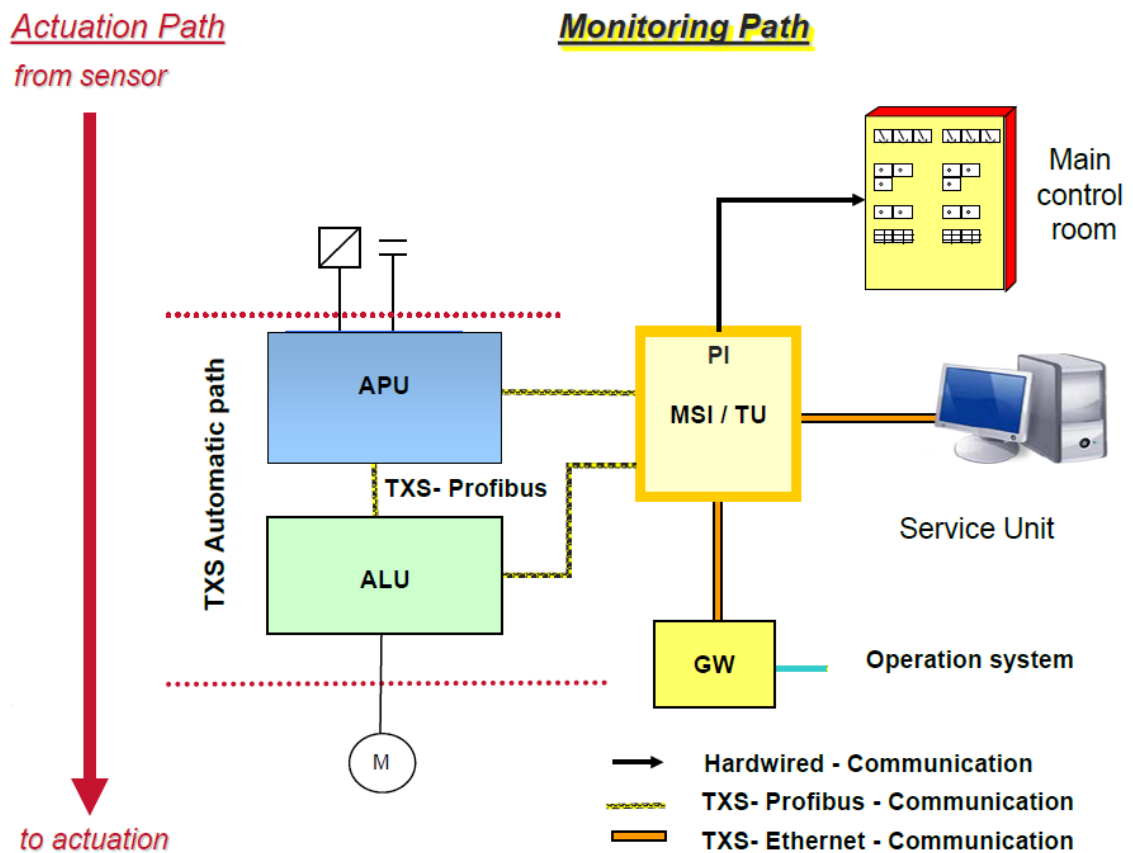 Actuation Path
from sensor
Monitoring Path
Main
control
room
PI
MSI / TU
APU
TXS Automatic path
TXS- Profibus
ALU
Service Unit
GW
Operation system
M
Hardwired - Communication
TXS- Profibus - Communication
TXS- Ethernet - Communication
to actuation